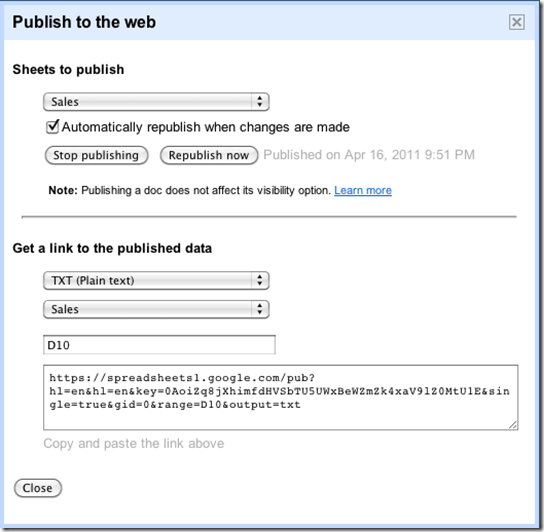 Publish to the web
Sheets to publish
Sales
Automatically republish when changes are made
Stop publishing Republish now Published on Apr 16, 2011 9:51 PM
Note: Publishing a doc does not affect its visibility option. Learn more
Get a link to the published data
TXT (Plain text)
Sales
D10
https://spreadsheets1.google.com/pub?
hl=en&hl=en&key=0AoiZq8jXhimfdHVSbTU5UWxBeWZmZk4xaV9lZ0MtU1E&sin
gle=true&gid=0&range=D10&output=txt
Copy and paste the link above
Close